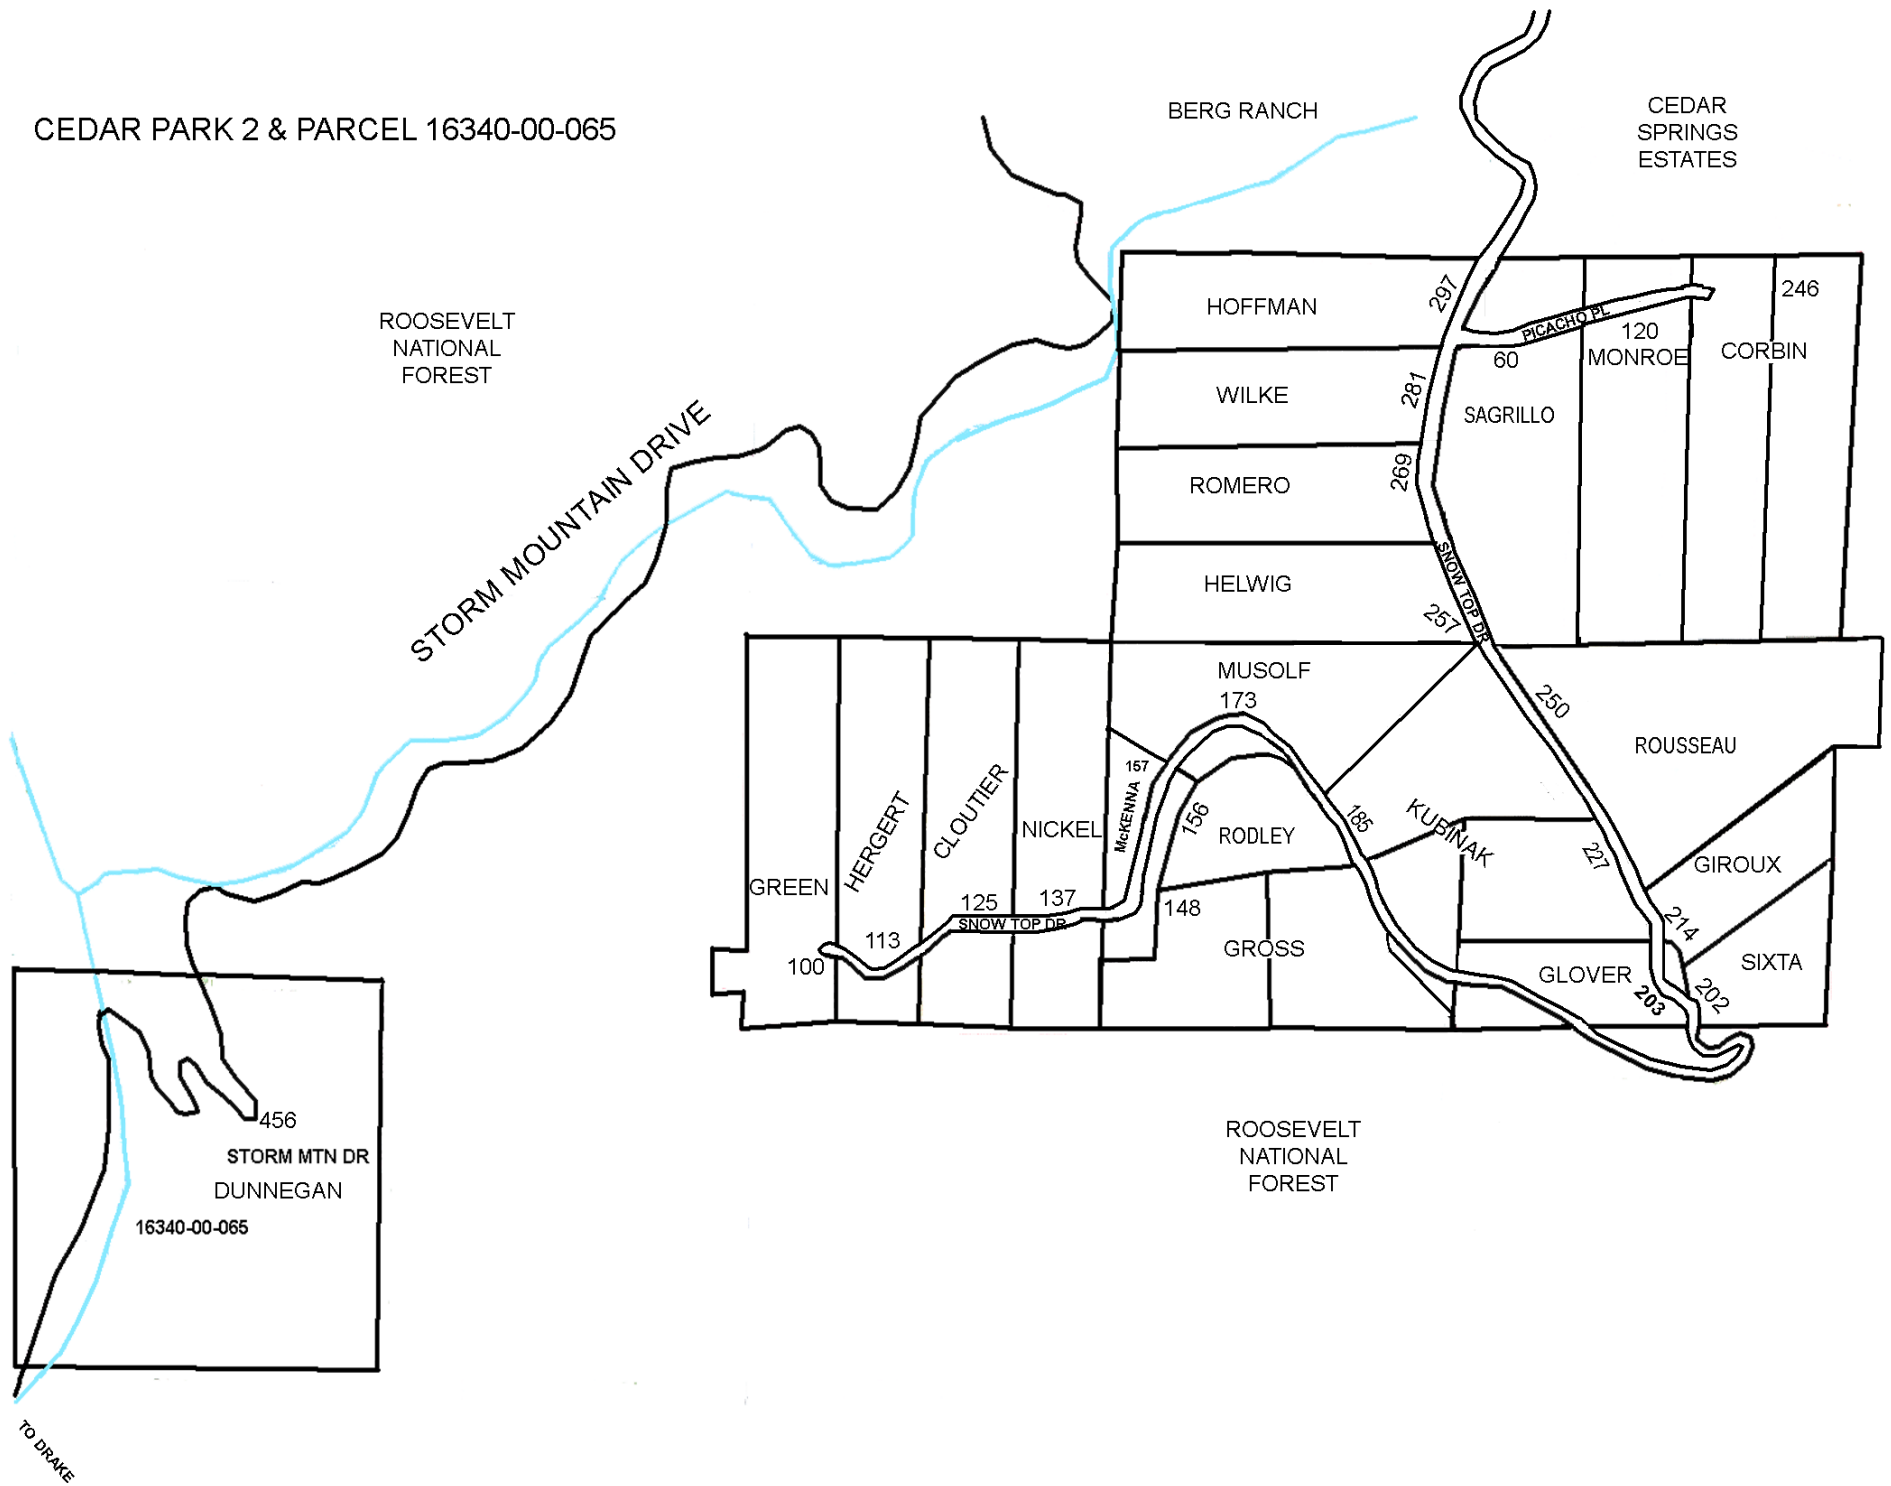 CEDAR PARK 2 & PARCEL 16340-00-065
BERG RANCH
CEDAR
SPRINGS
ESTATES
ROOSEVELT
NATIONAL
FOREST
STORM MOUNTAIN DRIVE
HOFFMAN
297
PICACHO PL
246
120
MONROE
CORBIN
60
WILKE
281
SAGRILLO
ROMERO
269
SNOW TOP DR
HELWIG
257
MUSOLF
173
250
ROUSSEAU
157
McKENNA
156
RODLEY
185
KUBINAK
227
GIROUX
GREEN
HERGERT
CLOUTIER
NICKEL
125
137
SNOW TOP DR
113
100
148
GROSS
214
GLOVER
SIXTA
203
202
456
STORM MTN DR
DUNNEGAN
16340-00-065
ROOSEVELT
NATIONAL
FOREST
TO DRAKE